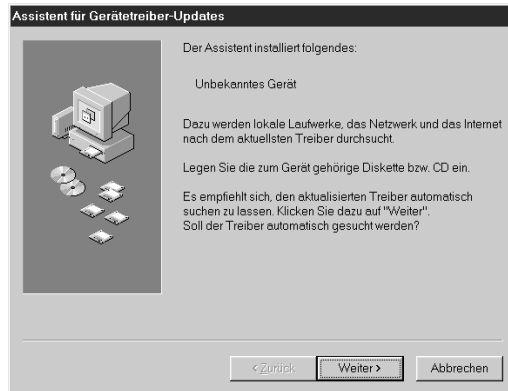 Assistent für Gerätetreiber-Updates
Der Assistent installiert folgendes:
Unbekanntes Gerät
Dazu werden lokale Laufwerke, das Netzwerk und das Internet
nach dem aktuellsten Treiber durchsucht.
Legen Sie die zum Gerät gehörige Diskette bzw. CD ein.
Es empfiehlt sich, den aktualisierten Treiber automatisch
suchen zu lassen. Klicken Sie dazu auf "Weiter".
Soll der Treiber automatisch gesucht werden?
< Zurück
Weiter >
Abbrechen